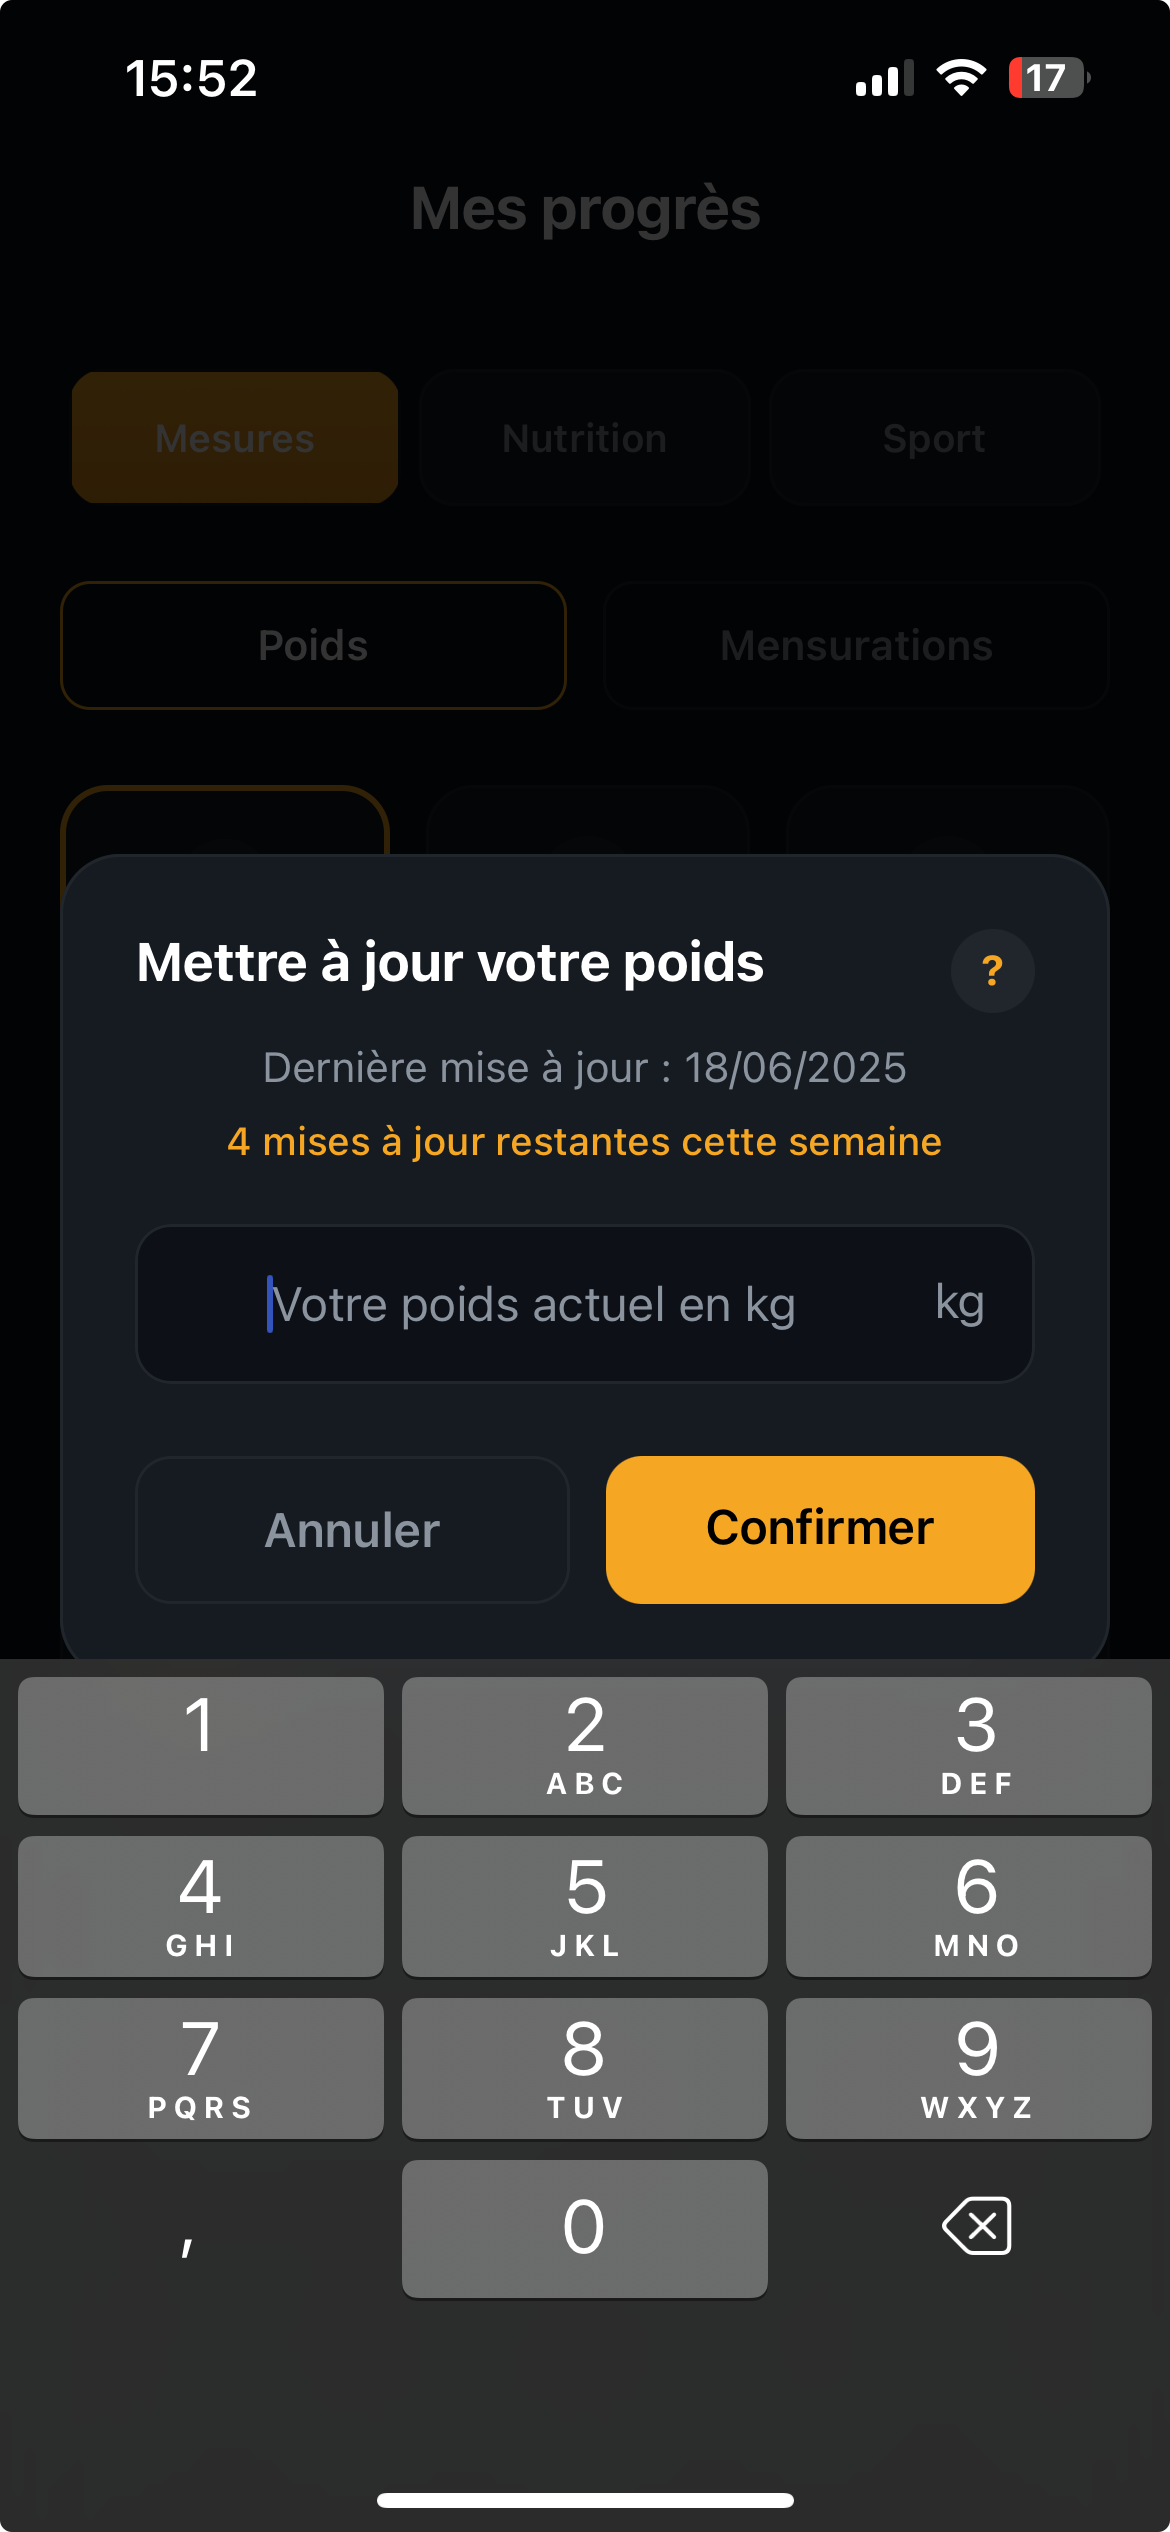 15:52
17
Mes progrès
Mesures
Nutrition
Sport
Poids
Mensurations
Mettre à jour votre poids
?
Dernière mise à jour : 18/06/2025
4 mises à jour restantes cette semaine
Votre poids actuel en kg
kg
Annuler
Confirmer
1
2
3
ABC
DEF
4
5
6
GHI
JKL
MNO
7
8
9
PQRS
TUV
WXYZ
,
0